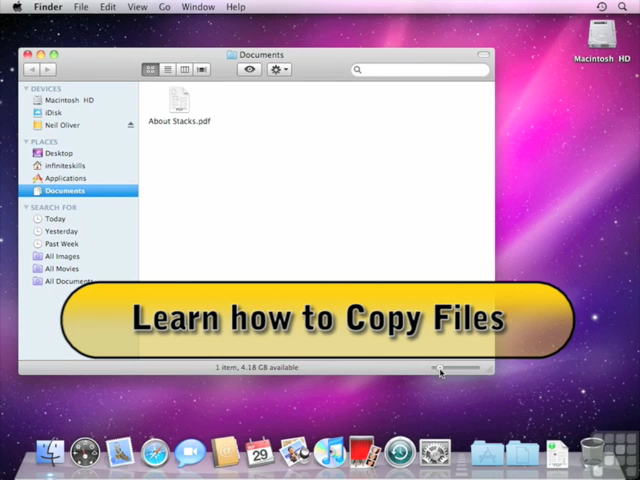 Finder File Edit View Go Window Help
Documents
Macintosh HD
DEVICES
Macintosh HD
iDisk
Neil Oliver
PLACES
Desktop
infiniteskills
Applications
Documents
SEARCH FOR
Today
Yesterday
Past Week
All Images
All Movies
All Documents
About Stacks.pdf
Learn how to Copy Files
1 item, 4.18 GB available
29